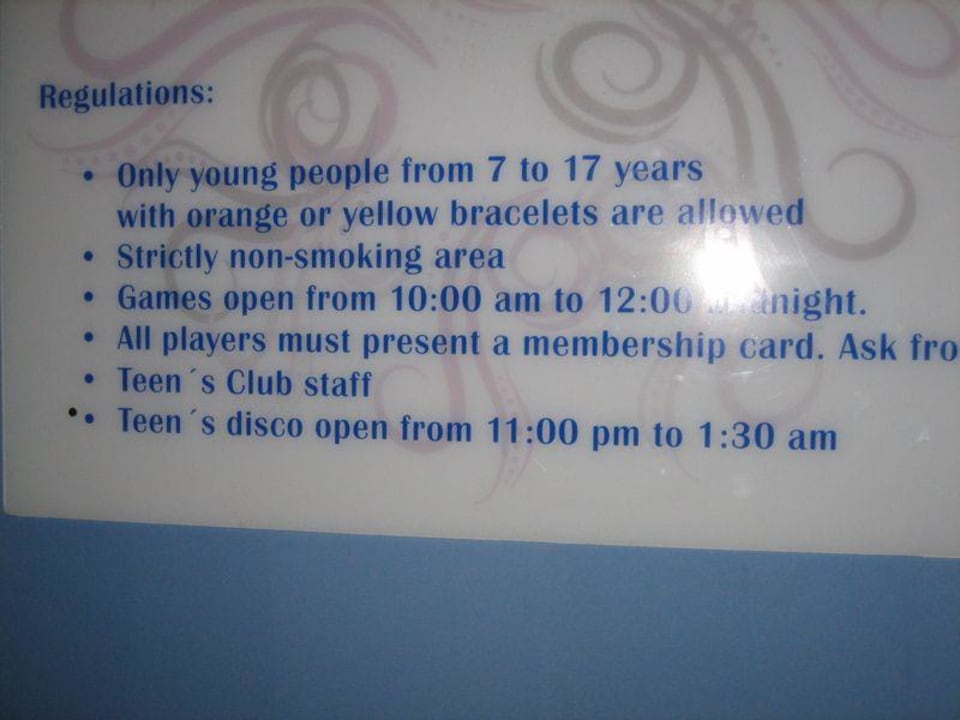 Regulations:
• Only young people from 7 to 17 years
with orange or yellow bracelets are allowed
• Strictly non-smoking area
• Games open from 10:00 am to 12:00 midnight.
• All players must present a membership card. Ask fro
• Teen´s Club staff
• Teen´s disco open from 11:00 pm to 1:30 am